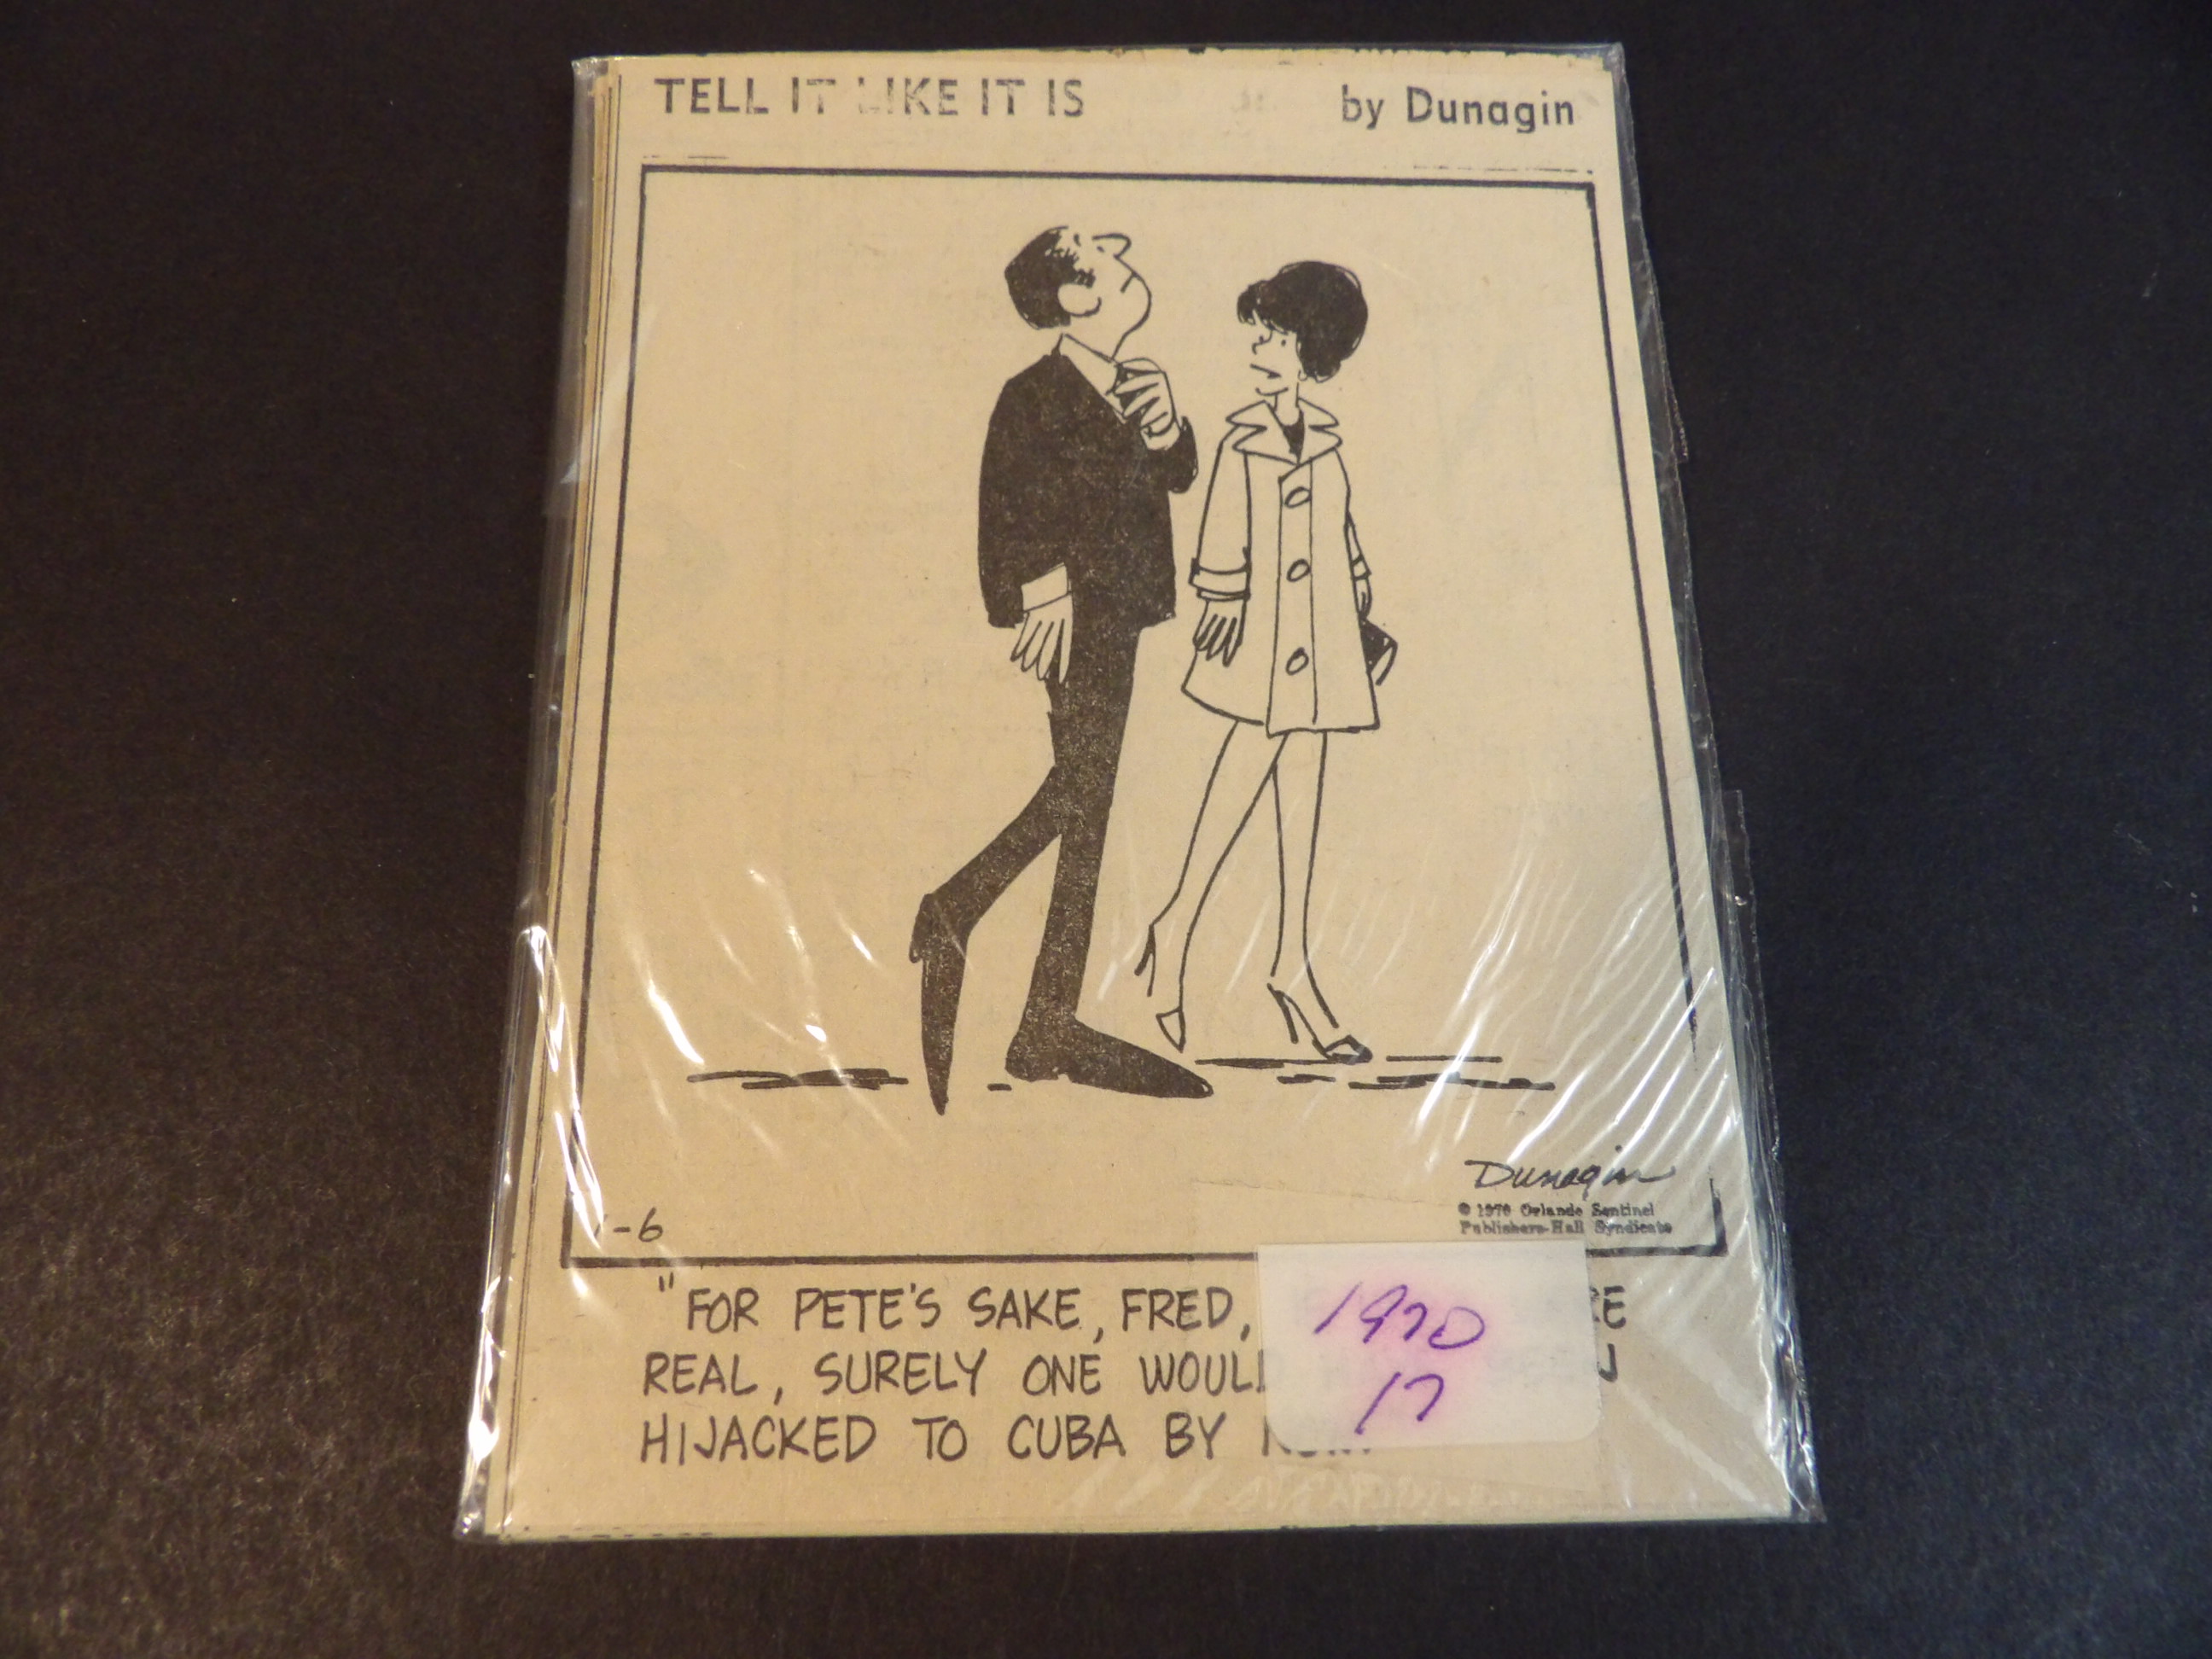 TELL IT LIKE IT IS by Dunagin
Dunagin
© 1970 Orlando Sentinel
Publishers-Hall Syndicate
-6
"FOR PETE'S SAKE, FRED,
REAL, SURELY ONE WOULD
HIJACKED TO CUBA BY
1970
17